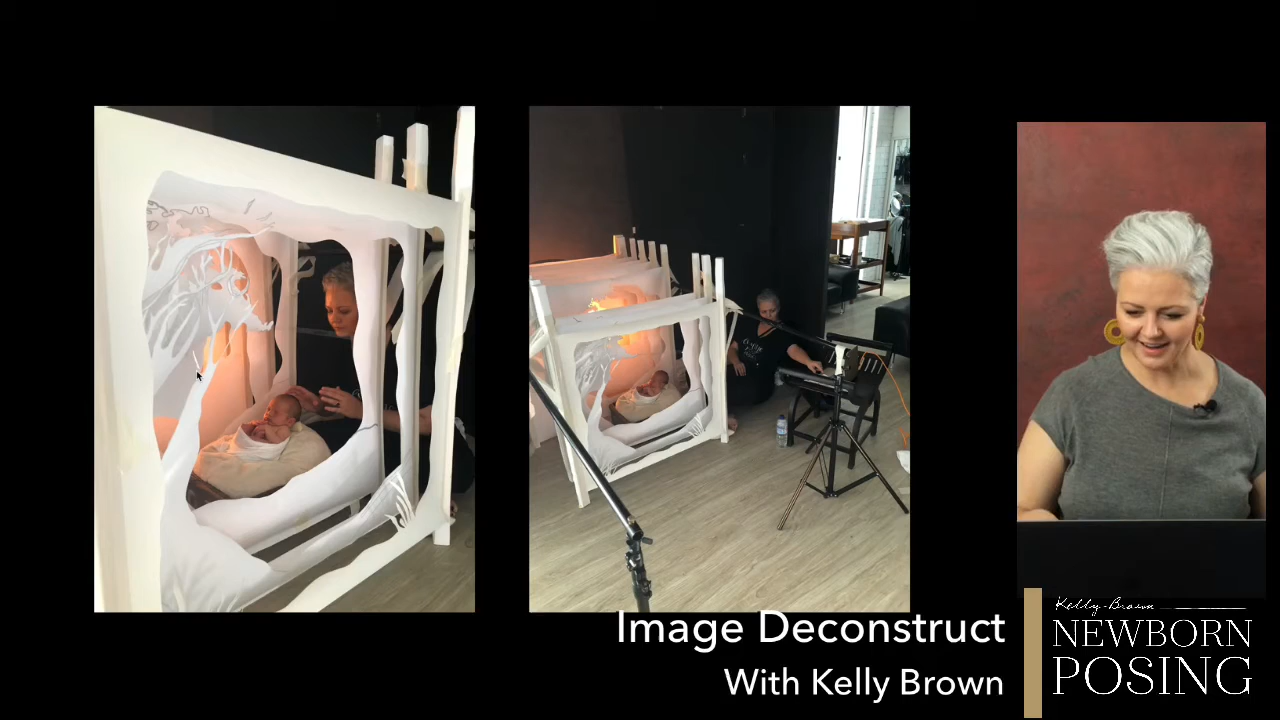 Image Deconstruct
With Kelly Brown
Kelly Brown
NEWBORN
POSING